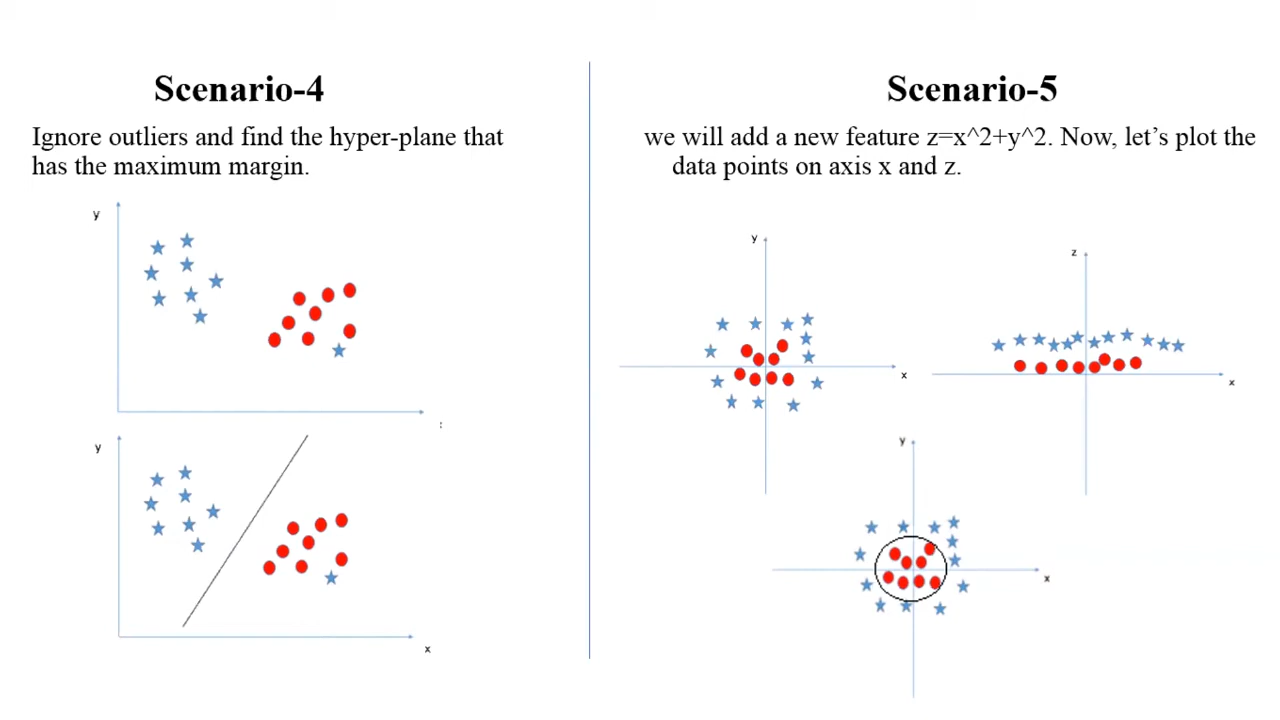 Scenario-4
Ignore outliers and find the hyper-plane that
has the maximum margin.
y
:
y
x
Scenario-5
we will add a new feature z=x^2+y^2. Now, let’s plot the
data points on axis x and z.
y
x
z
x
y
x